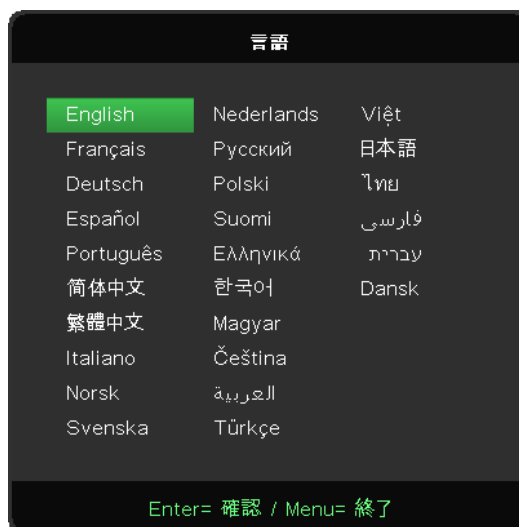 言語
English
Français
Deutsch
Español
Português
简体中文
繁體中文
Italiano
Norsk
Svenska
Nederlands
Русский
Polski
Suomi
Ελληνικά
한국어
Magyar
Čeština
العربية
Türkçe
Việt
日本語
ไทย
فارسی
עברית
Dansk
Enter= 確認 / Menu= 終了